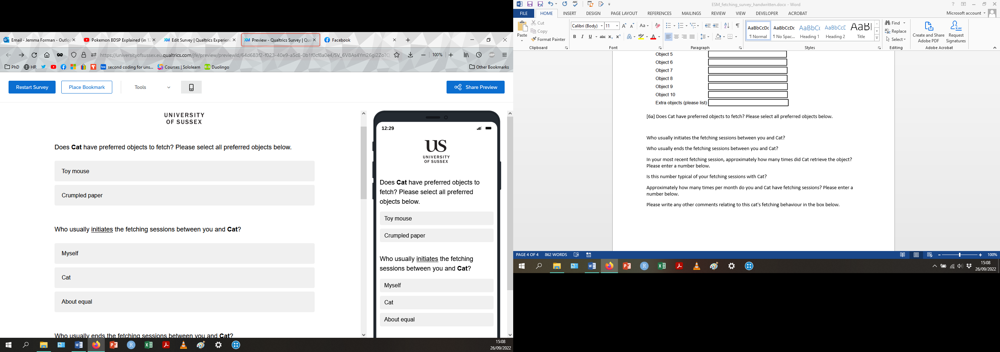 Email - Jemma Forman - Outlo
Pokemon BDSP Explained (in 12
XM Edit Survey | Qualtrics Experien
XM Preview - Qualtrics Survey | Qua
Facebook
https://universityofsussex.eu.qualtrics.com/jfe/preview/previewId/64d683f2-f023-40e9-a5c8-0b1f0cf8a0e4/SV_6V8As4Ym26gi2Zo?Q
100%
ABP
PhD
HR
box second coding for uns...
Courses | Sololearn
Duolingo
Other Bookmarks
Restart Survey
Place Bookmark
Tools
Share Preview
UNIVERSITY
OF SUSSEX
Does Cat have preferred objects to fetch? Please select all preferred objects below.
Toy mouse
Crumpled paper
Who usually initiates the fetching sessions between you and Cat?
Myself
Cat
About equal
Who usually ends the fetching sessions between you and Cat?
12:29
US
UNIVERSITY
OF SUSSEX
Does Cat have preferred objects to
fetch? Please select all preferred
objects below.
Toy mouse
Crumpled paper
Who usually initiates the fetching
sessions between you and Cat?
Myself
Cat
About equal
15:08
26/09/2022
ESM_fetching_survey_handwritten.docx - Word
FILE HOME INSERT DESIGN PAGE LAYOUT REFERENCES MAILINGS REVIEW VIEW DEVELOPER ACROBAT
Microsoft account
Paste
Cut
Copy
Format Painter
Clipboard
Calibri (Body) 11
Font
Paragraph
AaBbCcDc AaBbCcDc AaBbCc AaBbCcE AaBl
¶ Normal ¶ No Spac... Heading 1 Heading 2 Title
Styles
Find
Replace
Select
Editing
Create and Share
Adobe PDF
Request
Signatures
Adobe Acrobat
Object 5
Object 6
Object 7
Object 8
Object 9
Object 10
Extra objects (please list)
[6a] Does Cat have preferred objects to fetch? Please select all preferred objects below.
Who usually initiates the fetching sessions between you and Cat?
Who usually ends the fetching sessions between you and Cat?
In your most recent fetching session, approximately how many times did Cat retrieve the object?
Please enter a number below.
Is this number typical of your fetching sessions with Cat?
Approximately how many times per month do you and Cat have fetching sessions? Please enter a
number below.
Please write any other comments relating to this cat's fetching behaviour in the box below.
PAGE 4 OF 4 862 WORDS
100%
15:08
26/09/2022